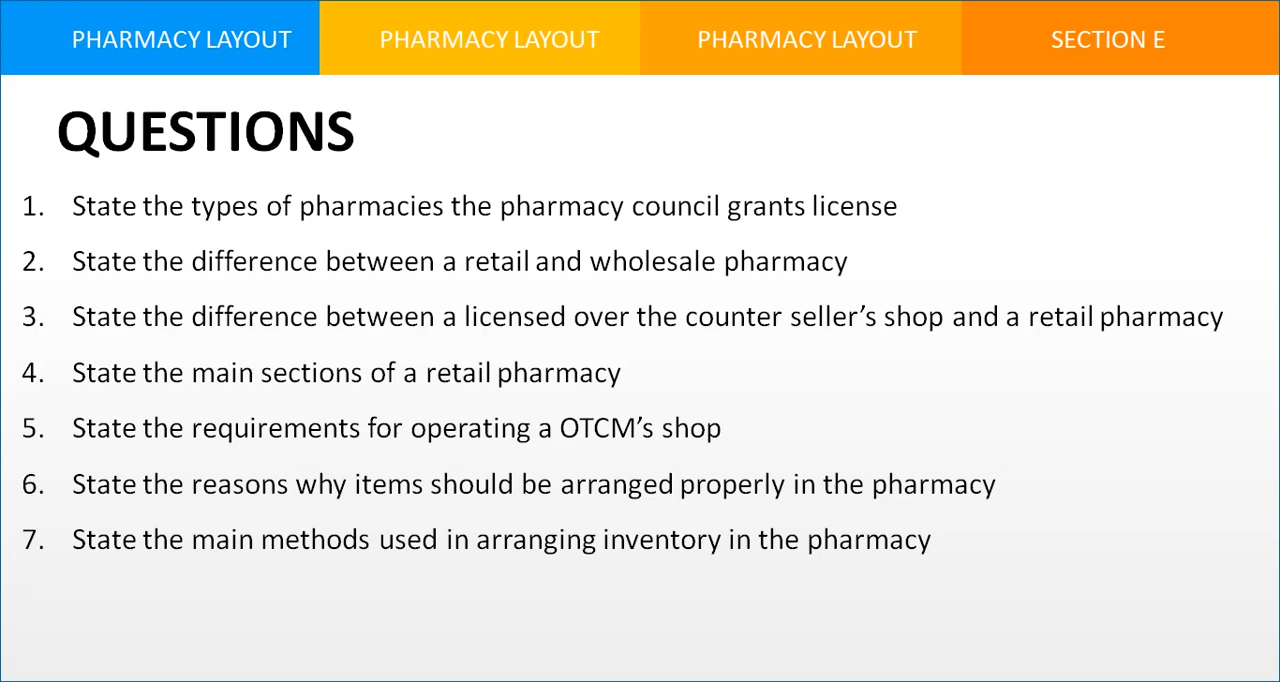 PHARMACY LAYOUT PHARMACY LAYOUT PHARMACY LAYOUT SECTION E
QUESTIONS
1. State the types of pharmacies the pharmacy council grants license
2. State the difference between a retail and wholesale pharmacy
3. State the difference between a licensed over the counter seller’s shop and a retail pharmacy
4. State the main sections of a retail pharmacy
5. State the requirements for operating a OTCM’s shop
6. State the reasons why items should be arranged properly in the pharmacy
7. State the main methods used in arranging inventory in the pharmacy